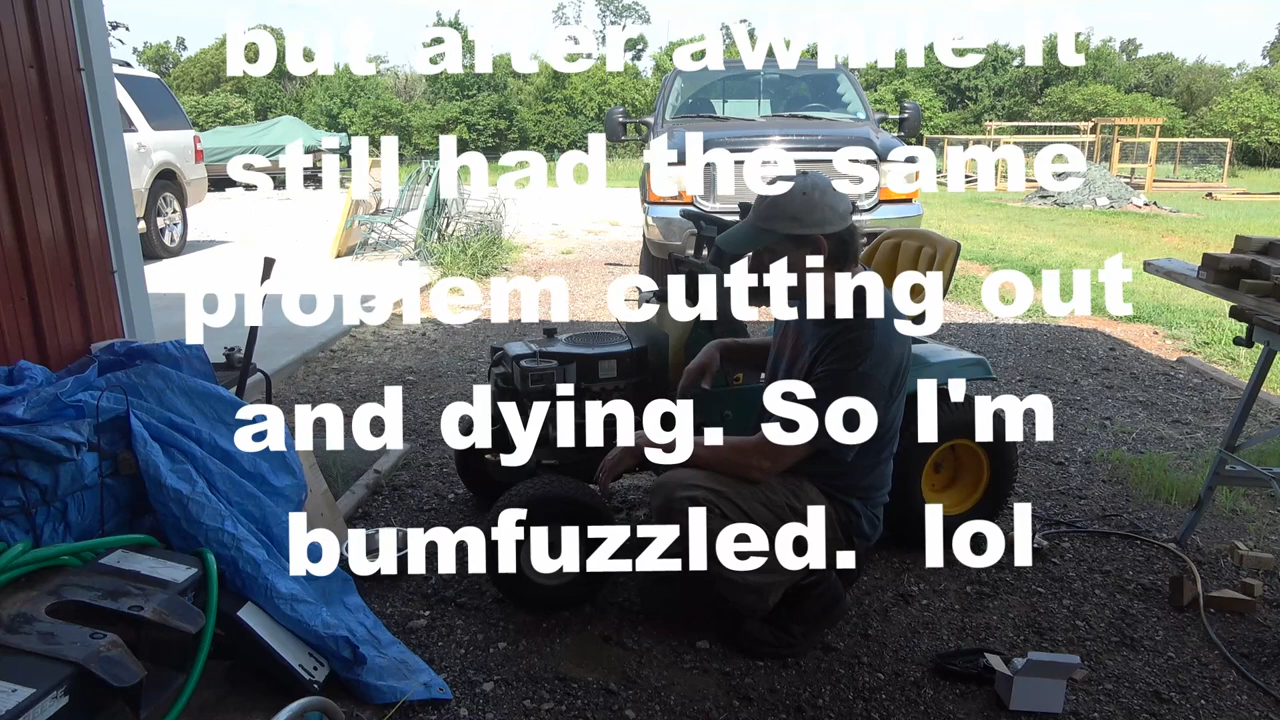 but after awhile it
still had the same
problem cutting out
and dying. So I'm
bumfuzzled. lol